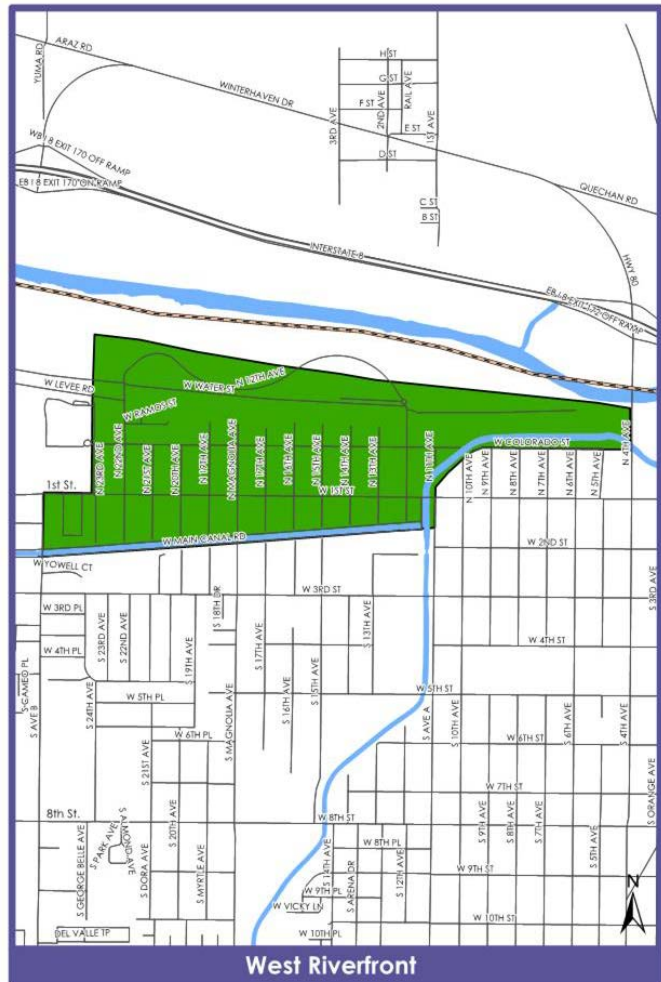 ARAZ RD
YUMA RD
WINTERHAVEN DR
H ST
G ST
F ST
E ST
D ST
3RD AVE
2ND AVE
RAIL AVE
1ST AVE
C ST
B ST
WB I 8 EXIT 170 OFF RAMP
EB I 8 EXIT 170 ON RAMP
QUECHAN RD
INTERSTATE 8
HWY 80
EB I 8 EXIT 172 OFF RAMP
W LEVEE RD
W WATER ST
N 12TH AVE
W RAMOS ST
W COLORADO ST
N 23RD AVE
N 22ND AVE
N 21ST AVE
N 20TH AVE
N 19TH AVE
N MAGNOLIA AVE
N 17TH AVE
N 16TH AVE
N 15TH AVE
N 14TH AVE
N 13TH AVE
N 11TH AVE
N 10TH AVE
N 9TH AVE
N 8TH AVE
N 7TH AVE
N 6TH AVE
N 5TH AVE
N 4TH AVE
1st St.
W 1ST ST
W MAIN CANAL RD
W 2ND ST
W YOWELL CT
W 3RD ST
S 3RD AVE
W 3RD PL
S 23RD AVE
S 22ND AVE
S 18TH DR
S 17TH AVE
S 13TH AVE
W 4TH PL
W 4TH ST
S 19TH AVE
S CAMEO PL
S AVE B
S 24TH AVE
W 5TH PL
S MAGNOLIA AVE
S 16TH AVE
S 15TH AVE
W 5TH ST
W 6TH PL
S AVE A
S 10TH AVE
W 6TH ST
S 6TH AVE
S 4TH AVE
S 21ST AVE
W 7TH ST
S ORANGE AVE
8th St.
W 8TH ST
S GEORGE BELLE AVE
S PARK AVE
S ALMOND AVE
S DORA AVE
S 20TH AVE
S MYRTLE AVE
W 8TH PL
S 9TH AVE
S 8TH AVE
S 7TH AVE
S 5TH AVE
S 14TH AVE
S ARENA DR
S 12TH AVE
W 9TH ST
W 9TH PL
W VICKY LN
W 10TH ST
DEL VALLE TP
W 10TH PL
N
West Riverfront